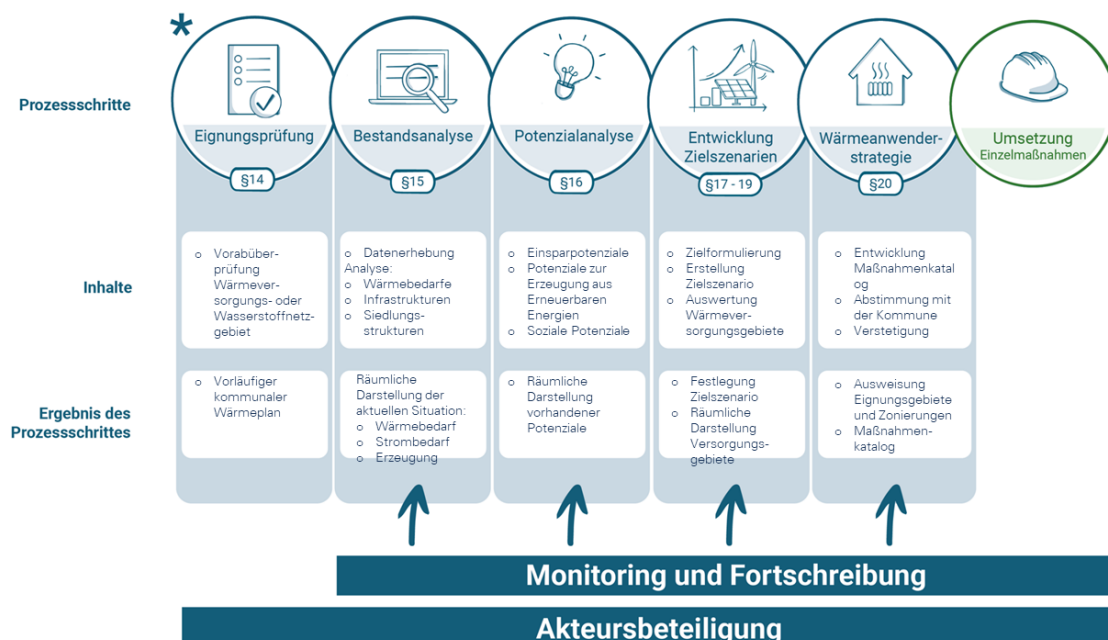 *
Prozessschritte
Eignungsprüfung
§14
Bestandsanalyse
§15
Potenzialanalyse
§16
Entwicklung
Zielszenarien
§17 - 19
Wärmeanwender-
strategie
§20
Umsetzung
Einzelmaßnahmen
Inhalte
o Vorabüber-
prüfung
Wärmever-
sorgungs- oder
Wasserstoffnetz-
gebiet
o Datenerhebung
Analyse:
o Wärmebedarfe
o Infrastrukturen
o Siedlungs-
strukturen
o Einsparpotenziale
o Potenziale zur
Erzeugung aus
Erneuerbaren
Energien
o Soziale Potenziale
o Zielformulierung
o Erstellung
Zielszenario
o Auswertung
Wärmever-
sorgungsgebiete
o Entwicklung
Maßnahmenkatal
og
o Abstimmung mit
der Kommune
o Verstetigung
Ergebnis des
Prozessschrittes
o Vorläufiger
kommunaler
Wärmeplan
Räumliche
Darstellung der
aktuellen Situation:
o Wärmebedarf
o Strombedarf
o Erzeugung
o Räumliche
Darstellung
vorhandener
Potenziale
o Festlegung
Zielszenario
o Räumliche
Darstellung
Versorgungs-
gebiete
o Ausweisung
Eignungsgebiete
und Zonierungen
o Maßnahmen-
katalog
Monitoring und Fortschreibung
Akteursbeteiligung